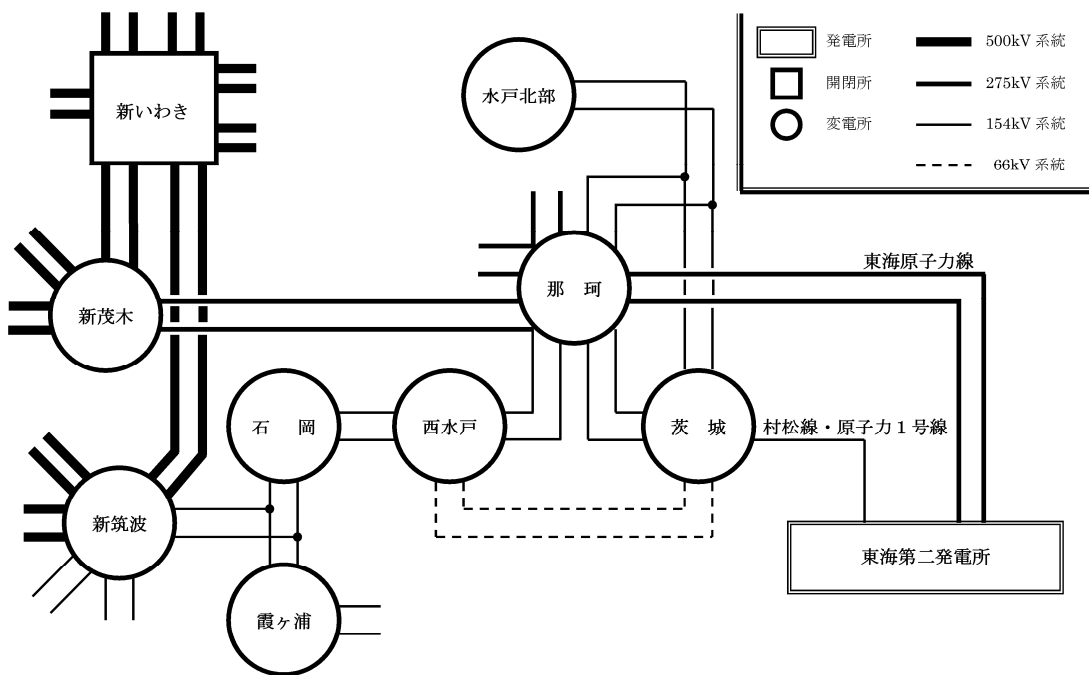 発電所
500kV 系統
開閉所
275kV 系統
変電所
154kV 系統
66kV 系統
新いわき
水戸北部
東海原子力線
那 珂
新茂木
石 岡
西水戸
茨 城
村松線・原子力１号線
新筑波
東海第二発電所
霞ヶ浦